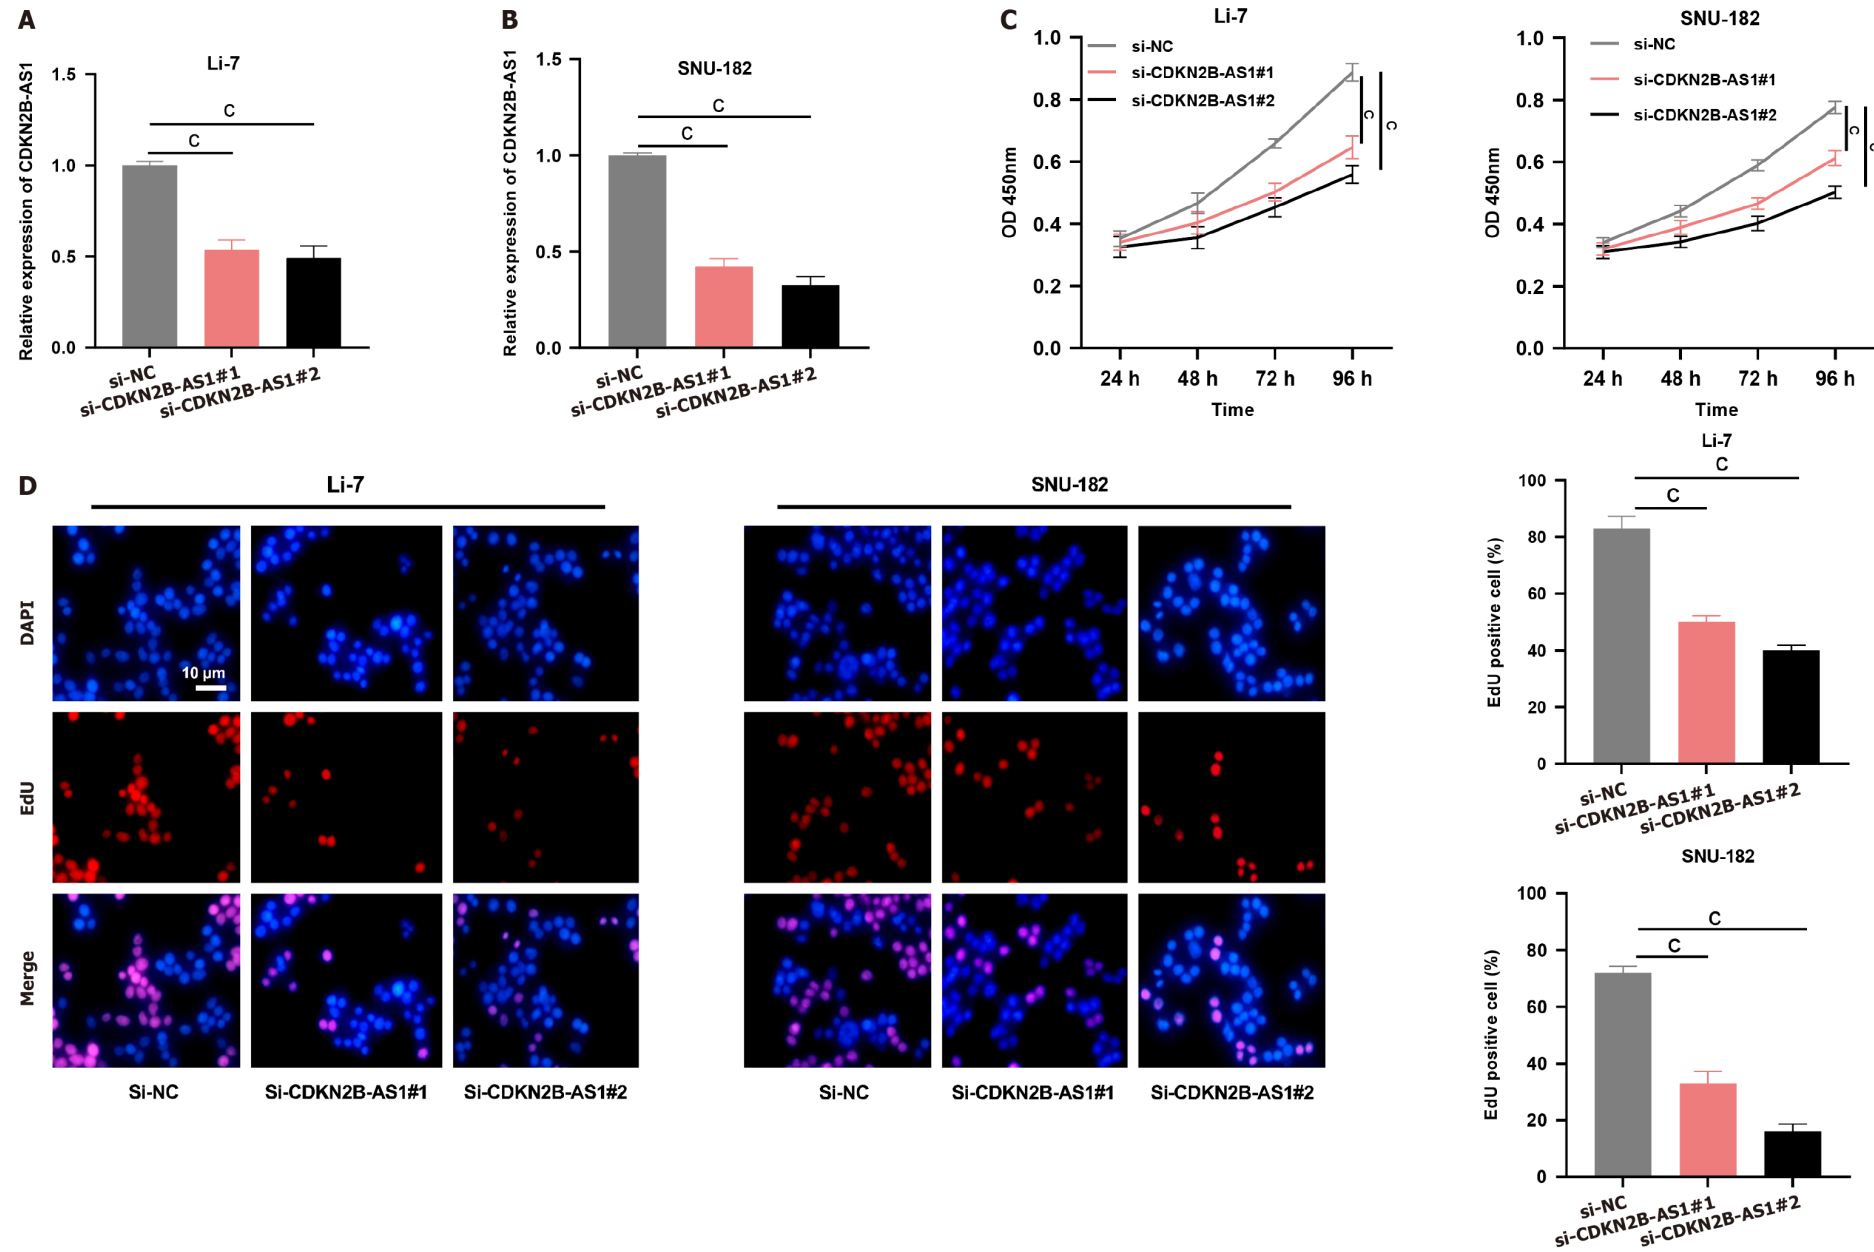 A
Li-7
Relative expression of CDKN2B-AS1
1.5
1.0
0.5
0.0
C
C
si-NC
si-CDKN2B-AS1#1
si-CDKN2B-AS1#2
B
SNU-182
Relative expression of CDKN2B-AS1
1.5
1.0
0.5
0.0
C
C
si-NC
si-CDKN2B-AS1#1
si-CDKN2B-AS1#2
C
Li-7
OD 450nm
1.0
0.8
0.6
0.4
0.2
0.0
si-NC
si-CDKN2B-AS1#1
si-CDKN2B-AS1#2
C
C
24 h 48 h 72 h 96 h
Time
SNU-182
OD 450nm
1.0
0.8
0.6
0.4
0.2
0.0
si-NC
si-CDKN2B-AS1#1
si-CDKN2B-AS1#2
C
24 h 48 h 72 h 96 h
Time
D
Li-7
SNU-182
DAPI
10 μm
EdU
Merge
Si-NC Si-CDKN2B-AS1#1 Si-CDKN2B-AS1#2
Si-NC Si-CDKN2B-AS1#1 Si-CDKN2B-AS1#2
Li-7
EdU positive cell (%)
100
80
60
40
20
0
C
C
si-NC
si-CDKN2B-AS1#1
si-CDKN2B-AS1#2
SNU-182
EdU positive cell (%)
100
80
60
40
20
0
C
C
si-NC
si-CDKN2B-AS1#1
si-CDKN2B-AS1#2